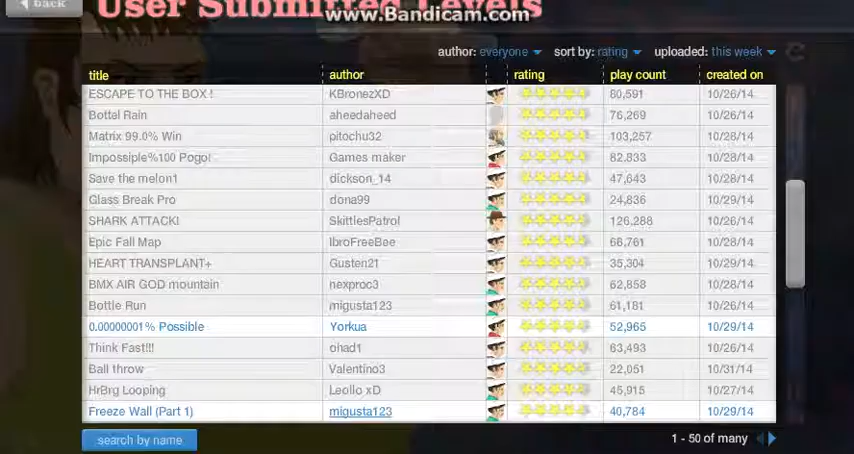 back User Submitted Levels
www.Bandicam.com
author: everyone sort by: rating uploaded: this week
title author rating play count created on
ESCAPE TO THE BOX ! KBronezXD 80,591 10/26/14
Bottel Rain aheedaheed 76,269 10/26/14
Matrix 99.0% Win pitochu32 103,257 10/28/14
Impossiple%100 Pogo! Games maker 82,833 10/28/14
Save the melon1 dickson_14 47,643 10/28/14
Glass Break Pro dona99 24,836 10/29/14
SHARK ATTACK! SkittlesPatrol 126,288 10/26/14
Epic Fall Map IbroFreeBee 68,761 10/28/14
HEART TRANSPLANT+ Gusten21 35,304 10/29/14
BMX AIR GOD mountain nexproc3 62,858 10/28/14
Bottle Run migusta123 61,181 10/26/14
0.00000001% Possible Yorkua 52,965 10/29/14
Think Fast!!! ohad1 63,493 10/26/14
Ball throw Valentino3 22,051 10/31/14
HrBrg Looping Leollo xD 45,915 10/27/14
Freeze Wall (Part 1) migusta123 40,784 10/29/14
search by name 1 - 50 of many